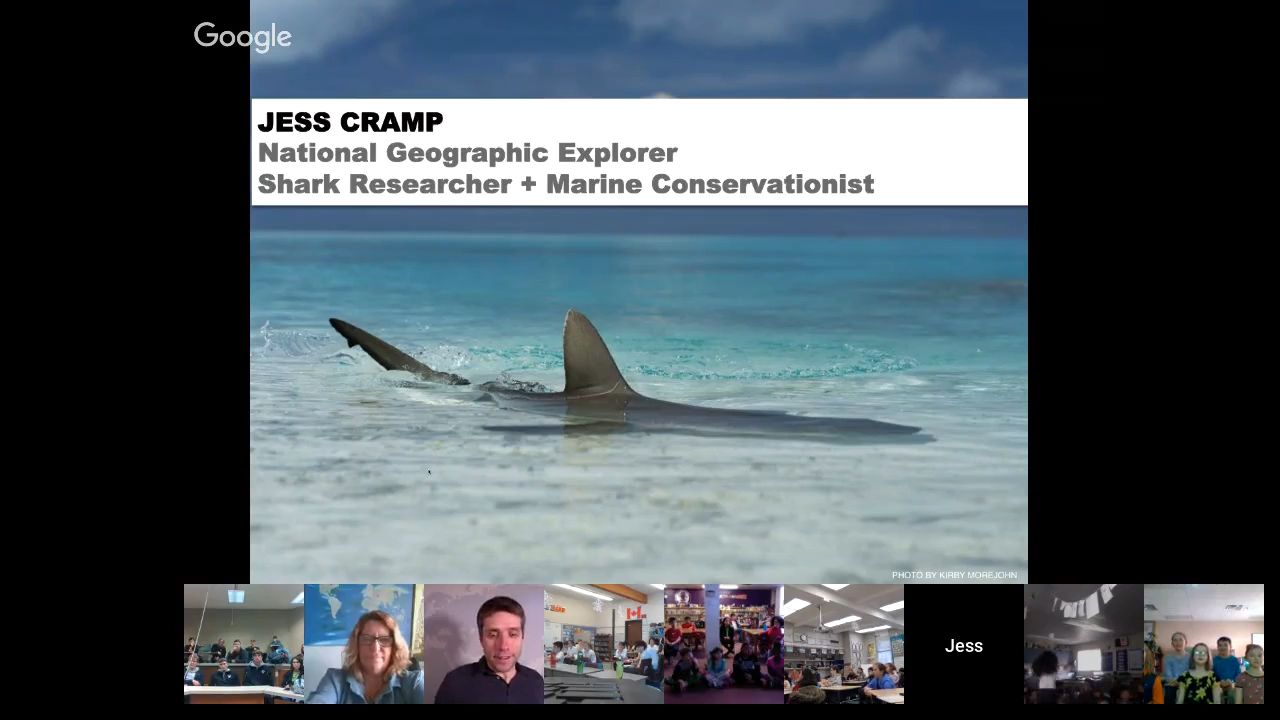 Google
JESS CRAMP
National Geographic Explorer
Shark Researcher + Marine Conservationist
PHOTO BY KIRBY MOREJOHN
Jess